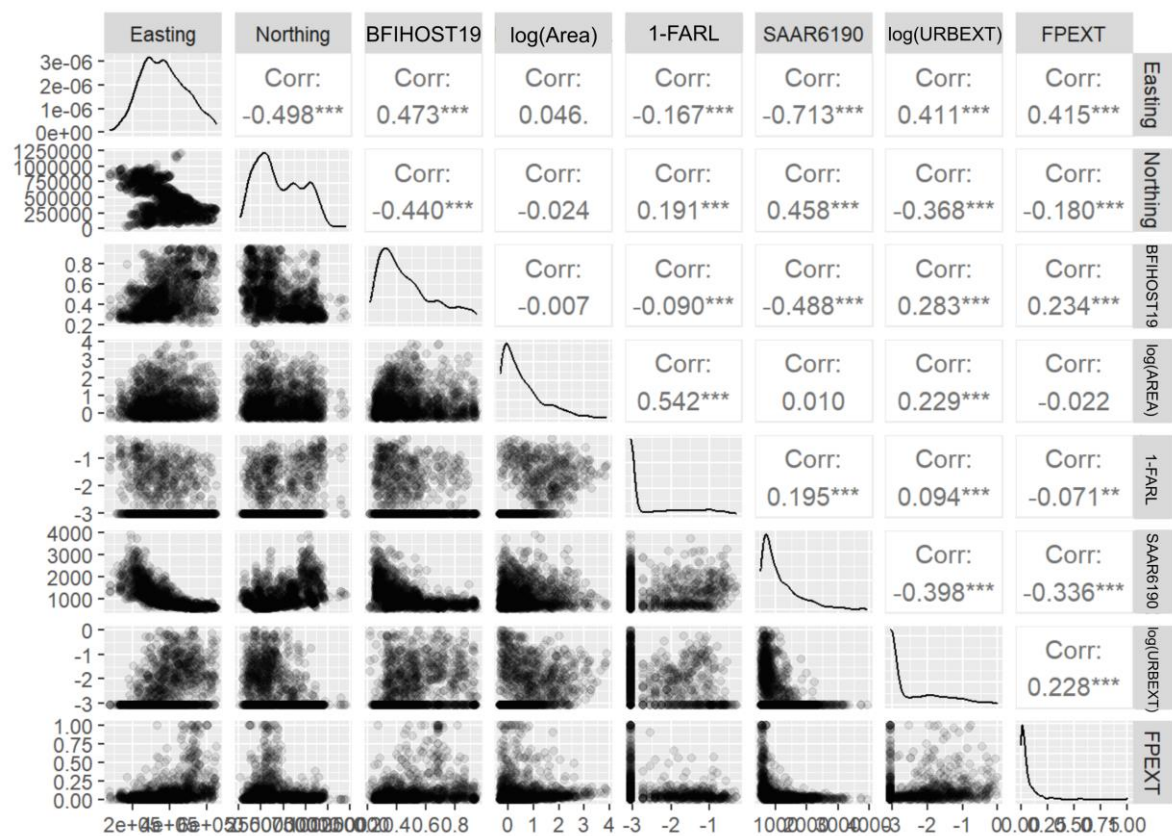 Easting Northing BFIHOST19 log(Area) 1-FARL SAAR6190 log(URBEXT) FPEXT
3e-06
2e-06
1e-06
0e+00
Corr: Corr: Corr: Corr: Corr: Corr: Corr:
-0.498*** 0.473*** 0.046. -0.167*** -0.713*** 0.411*** 0.415***
Easting
1250000
1000000
750000
500000
250000
Corr: Corr: Corr: Corr: Corr: Corr:
-0.440*** -0.024 0.191*** 0.458*** -0.368*** -0.180***
Northing
0.8
0.6
0.4
0.2
Corr: Corr: Corr: Corr: Corr:
-0.007 -0.090*** -0.488*** 0.283*** 0.234***
BFIHOST19
4
3
2
1
0
Corr: Corr: Corr: Corr:
0.542*** 0.010 0.229*** -0.022
log(AREA)
-1
-2
-3
Corr: Corr: Corr:
0.195*** 0.094*** -0.071**
1-FARL
4000
3000
2000
1000
Corr: Corr:
-0.398*** -0.336***
SAAR6190
0
-1
-2
-3
Corr:
0.228***
log(URBEXT)
1.00
0.75
0.50
0.25
0.00
FPEXT
0 1 2 3 4 -3 -2 -1 1000 2000 3000 4000 -3 -2 -1